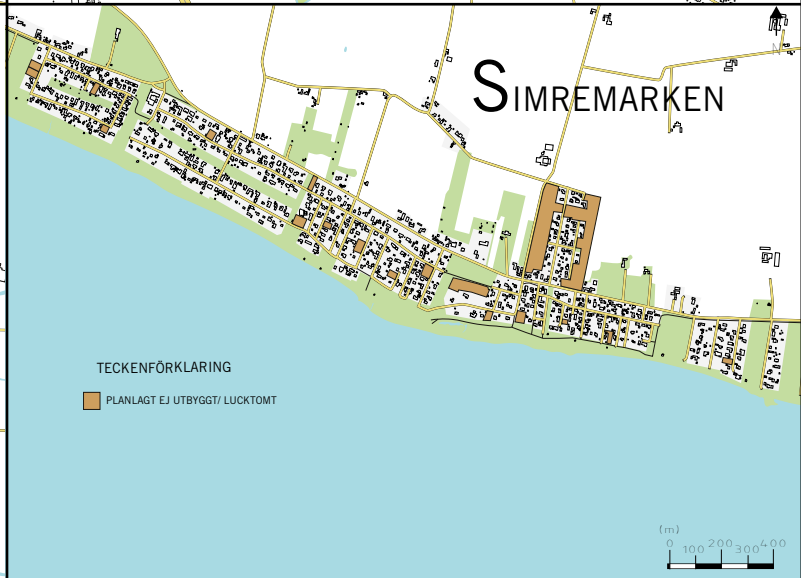 N
SIMREMARKEN
TECKENFÖRKLARING
PLANLAGT EJ UTBYGGT/ LUCKTOMT
(m)
0 100 200 300 400